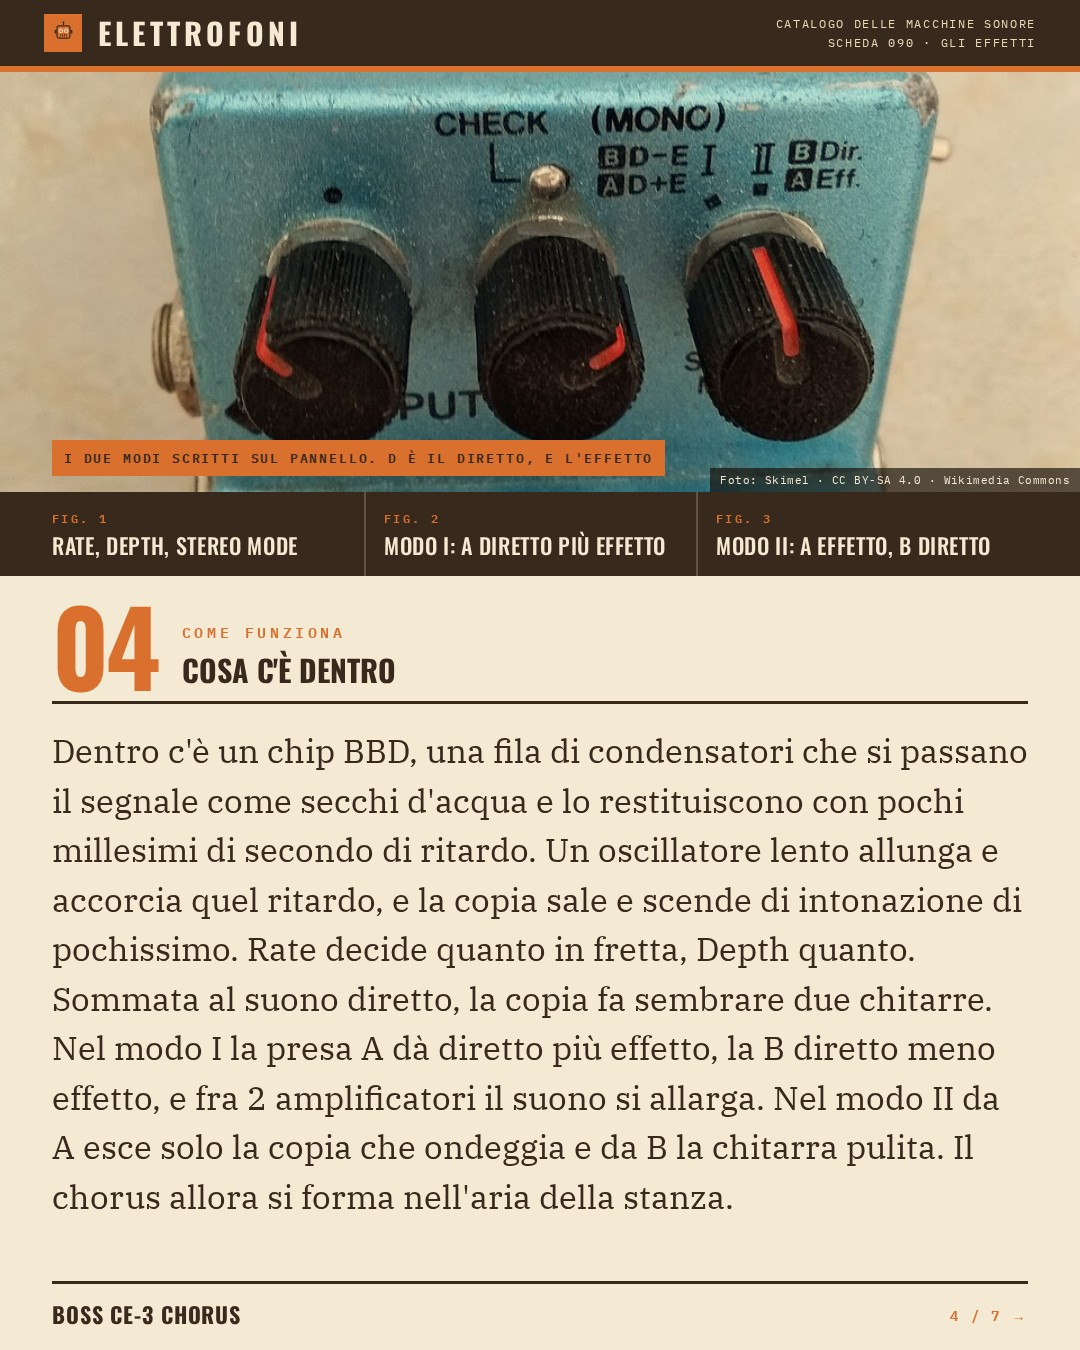 ELETTROFONI
CATALOGO DELLE MACCHINE SONORE
SCHEDA 090 · GLI EFFETTI
CHECK (MONO)
B D-E I II B Dir.
A D+E A Eff.
PUT
I DUE MODI SCRITTI SUL PANNELLO. D È IL DIRETTO, E L'EFFETTO
Foto: Skimel · CC BY-SA 4.0 · Wikimedia Commons
FIG. 1
RATE, DEPTH, STEREO MODE
FIG. 2
MODO I: A DIRETTO PIÙ EFFETTO
FIG. 3
MODO II: A EFFETTO, B DIRETTO
04
COME FUNZIONA
COSA C'È DENTRO
Dentro c'è un chip BBD, una fila di condensatori che si passano
il segnale come secchi d'acqua e lo restituiscono con pochi
millesimi di secondo di ritardo. Un oscillatore lento allunga e
accorcia quel ritardo, e la copia sale e scende di intonazione di
pochissimo. Rate decide quanto in fretta, Depth quanto.
Sommata al suono diretto, la copia fa sembrare due chitarre.
Nel modo I la presa A dà diretto più effetto, la B diretto meno
effetto, e fra 2 amplificatori il suono si allarga. Nel modo II da
A esce solo la copia che ondeggia e da B la chitarra pulita. Il
chorus allora si forma nell'aria della stanza.
BOSS CE-3 CHORUS
4 / 7 →